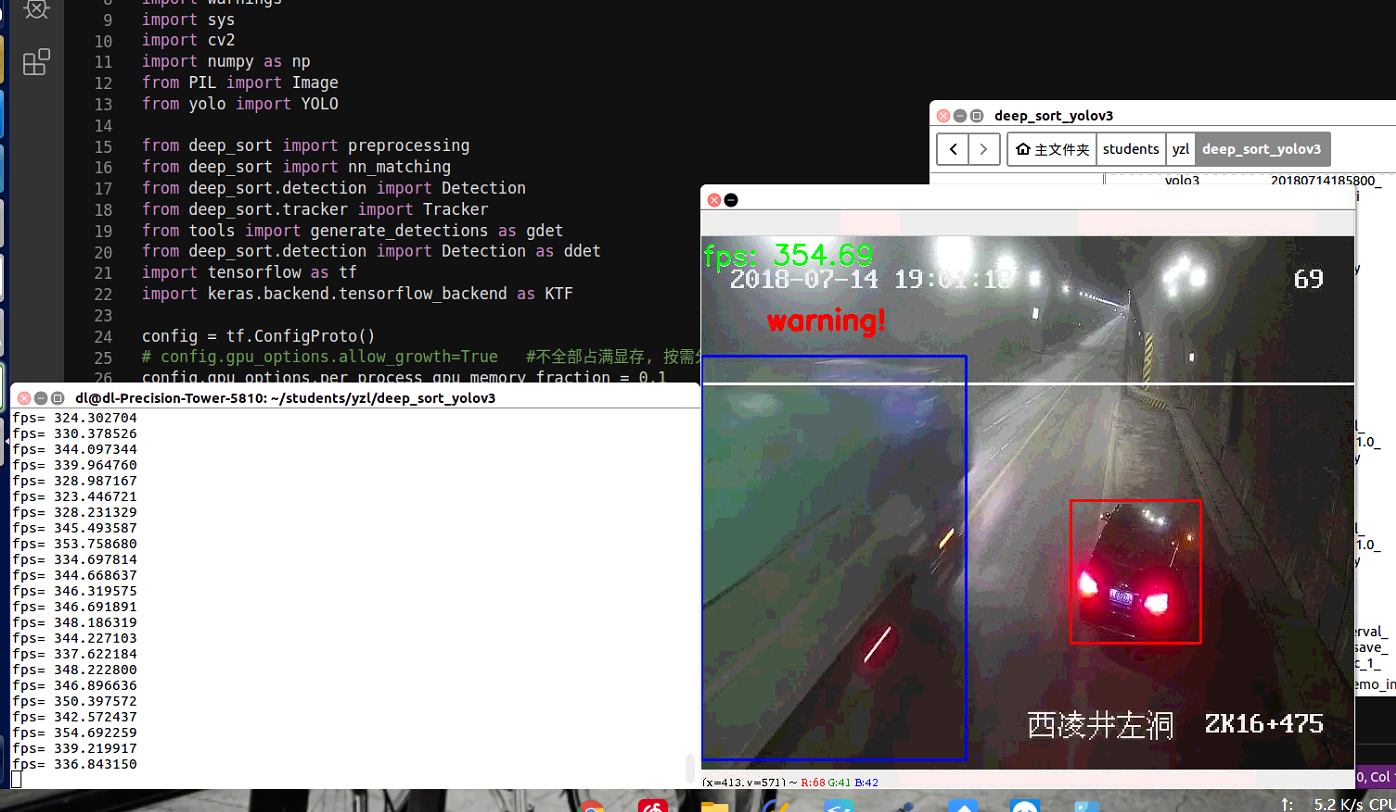 8 import warnings
9 import sys
10 import cv2
11 import numpy as np
12 from PIL import Image
13 from yolo import YOLO
14
15 from deep_sort import preprocessing
16 from deep_sort import nn_matching
17 from deep_sort.detection import Detection
18 from deep_sort.tracker import Tracker
19 from tools import generate_detections as gdet
20 from deep_sort.detection import Detection as ddet
21 import tensorflow as tf
22 import keras.backend.tensorflow_backend as KTF
23
24 config = tf.ConfigProto()
25 # config.gpu_options.allow_growth=True #不全部占满显存, 按需
26 config.gpu_options.per_process_gpu_memory_fraction = 0.1
dl@dl-Precision-Tower-5810: ~/students/yzl/deep_sort_yolov3
fps= 324.302704
fps= 330.378526
fps= 344.097344
fps= 339.964760
fps= 328.987167
fps= 323.446721
fps= 328.231329
fps= 345.493587
fps= 353.758680
fps= 334.697814
fps= 344.668637
fps= 346.319575
fps= 346.691891
fps= 348.186319
fps= 344.227103
fps= 337.622184
fps= 348.222800
fps= 346.896636
fps= 350.397572
fps= 342.572437
fps= 354.692259
fps= 339.219917
fps= 336.843150
deep_sort_yolov3
主文件夹 students yzl deep_sort_yolov3
yolo3 20180714185800_
fps: 354.69
2018-07-14 19:01:18 69
warning!
西凌井左洞 ZK16+475
(x=413, y=571) ~ R:68 G:41 B:42
1.0_
1.0_
erval_
save_
c_1_
emo_in
0, Col
↑: 5.2 K/s CPU